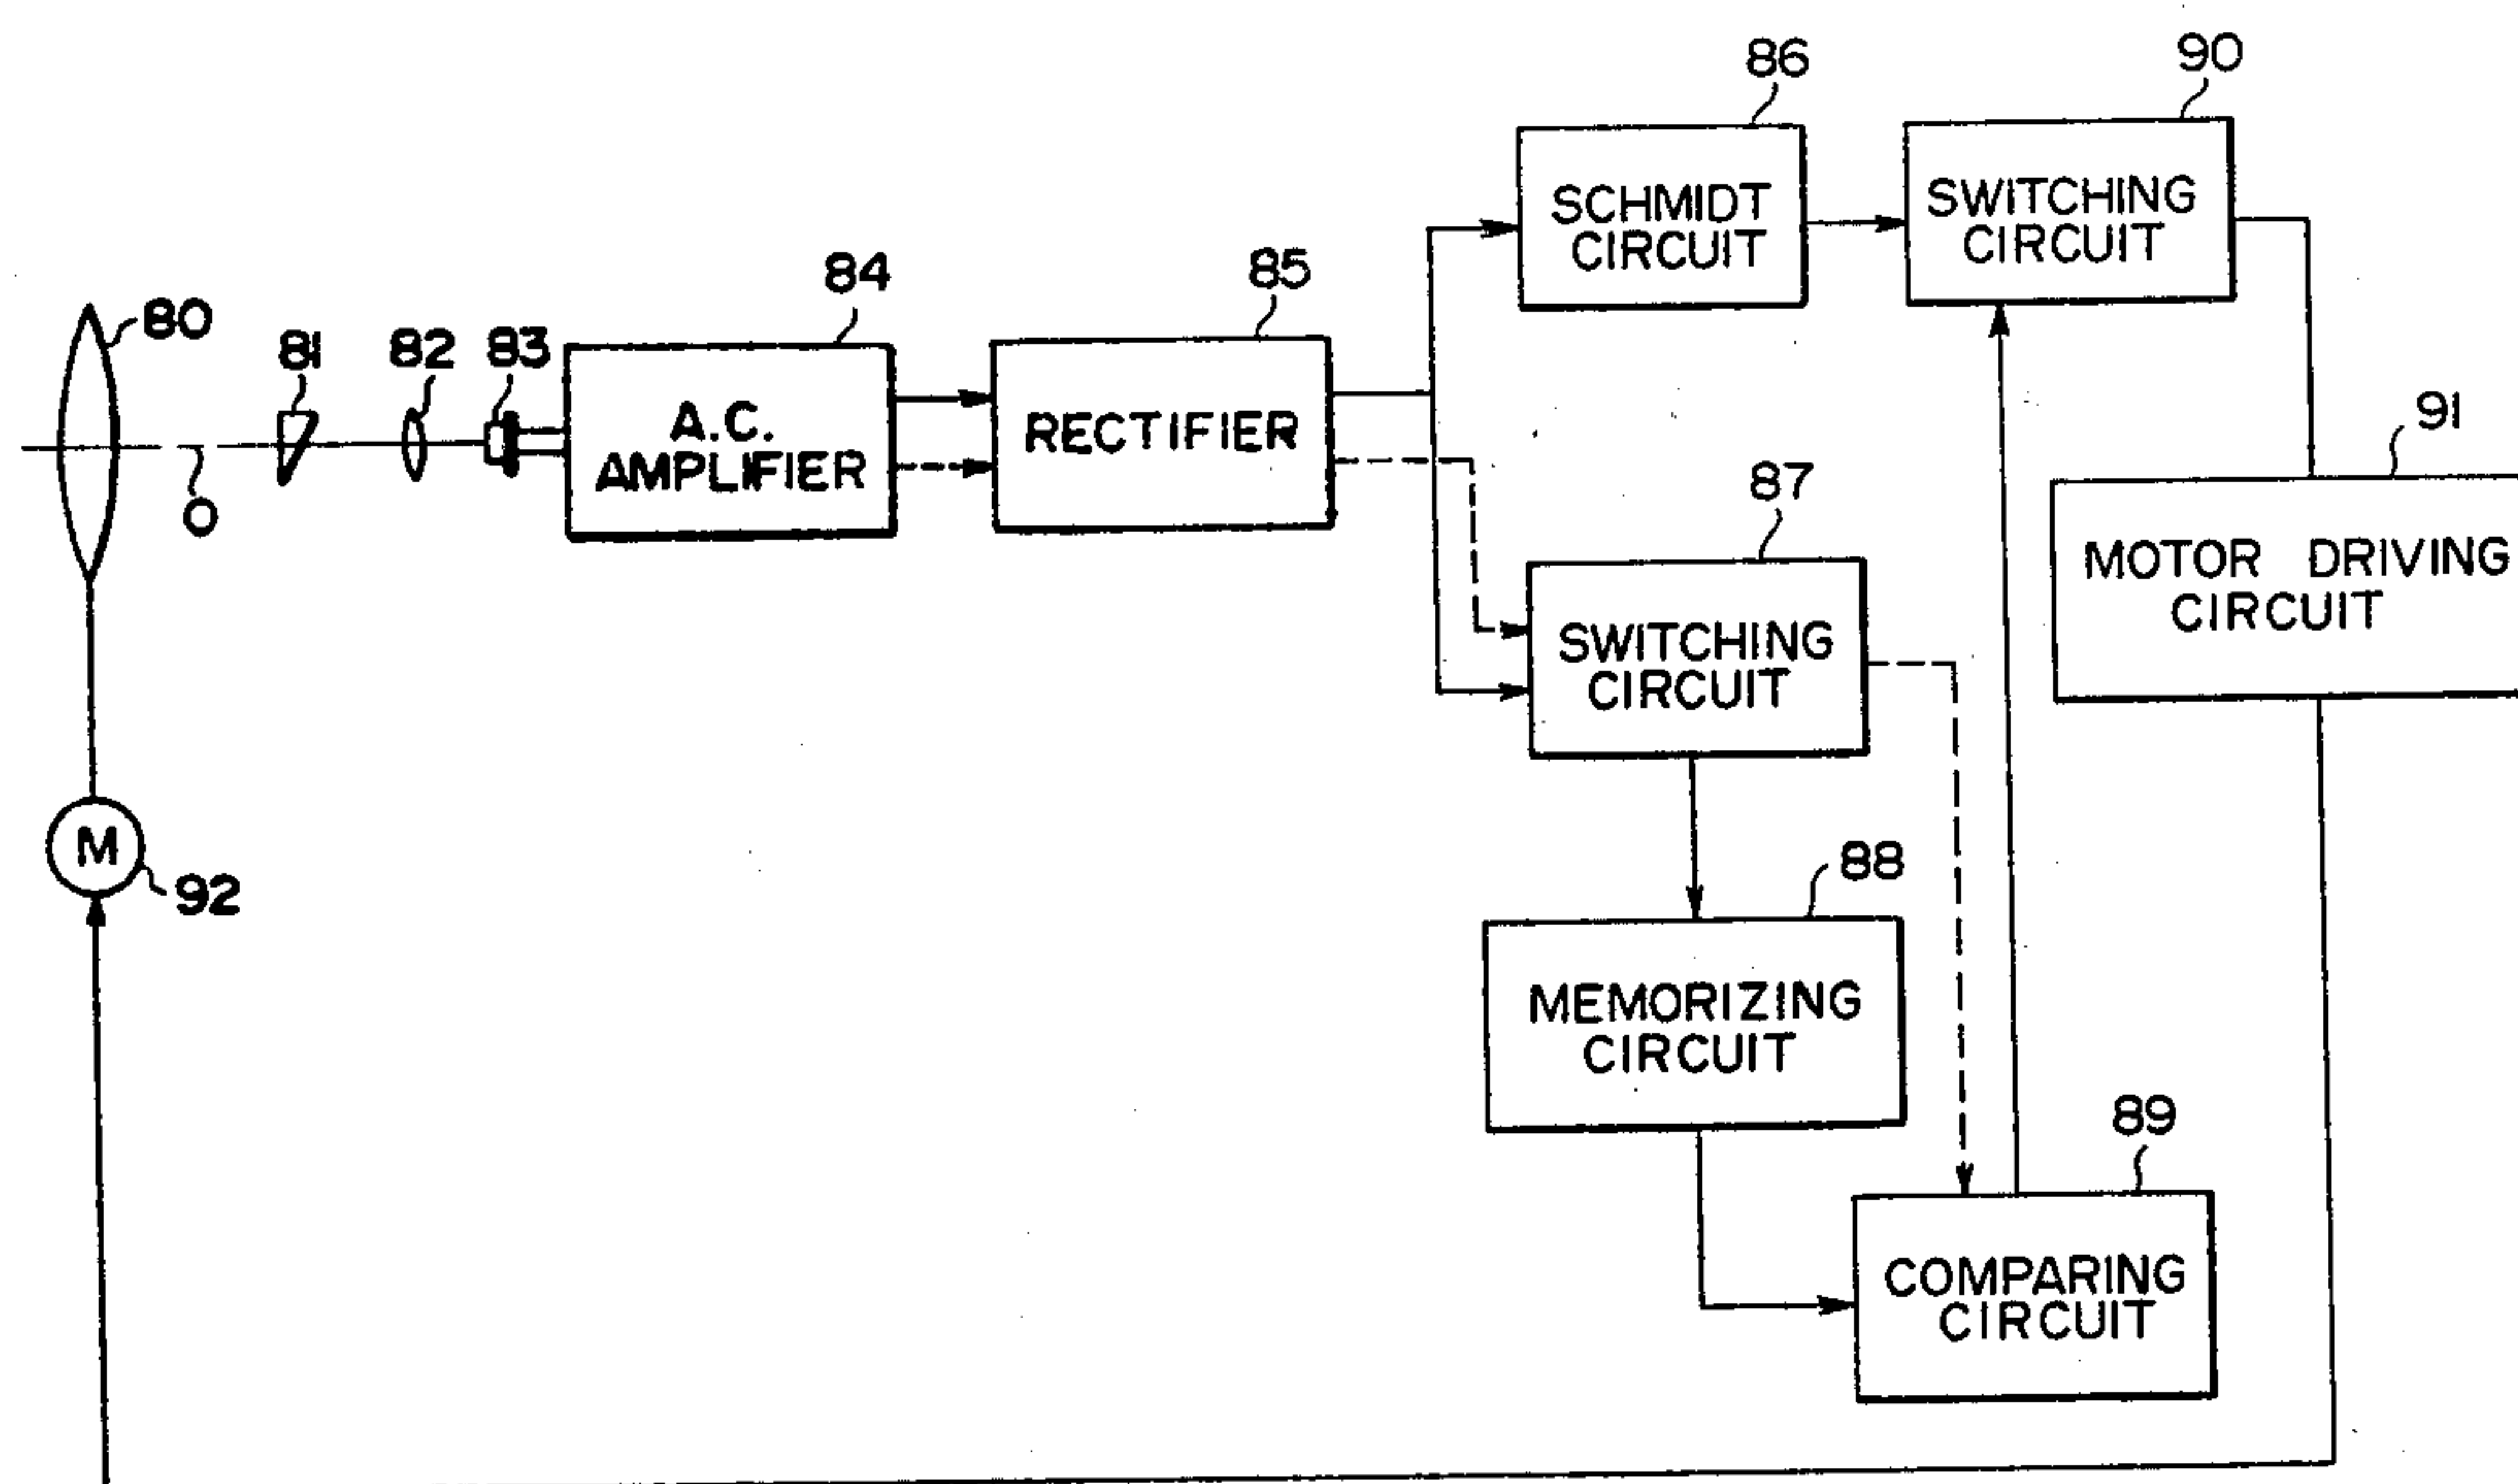 86
90
SCHMIDT
CIRCUIT
SWITCHING
CIRCUIT
84
85
80
81
82
83
A.C.
AMPLIFIER
RECTIFIER
O
91
MOTOR DRIVING
CIRCUIT
87
SWITCHING
CIRCUIT
M
92
88
MEMORIZING
CIRCUIT
89
COMPARING
CIRCUIT